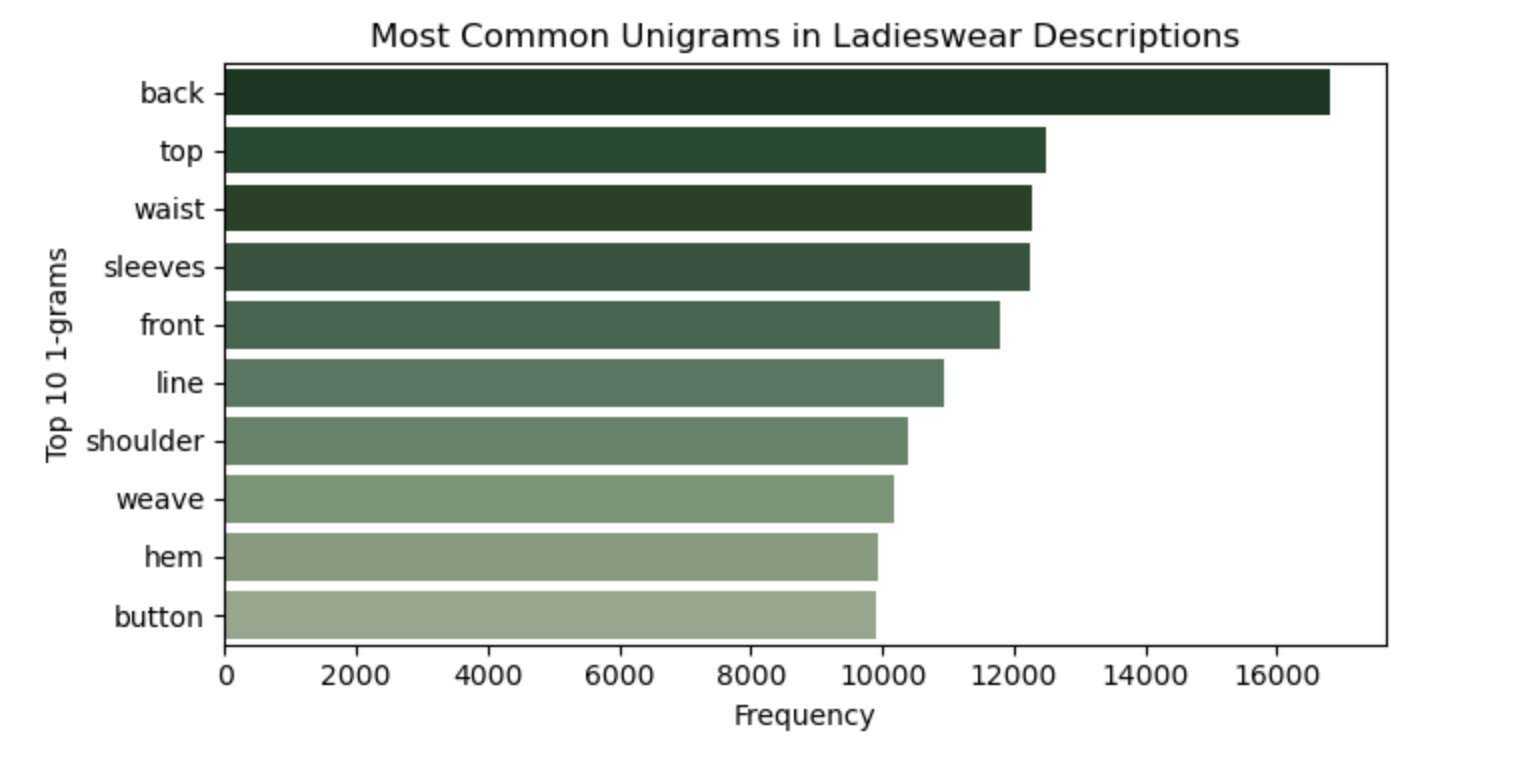 Most Common Unigrams in Ladieswear Descriptions
Top 10 1-grams
back
top
waist
sleeves
front
line
shoulder
weave
hem
button
0 2000 4000 6000 8000 10000 12000 14000 16000
Frequency